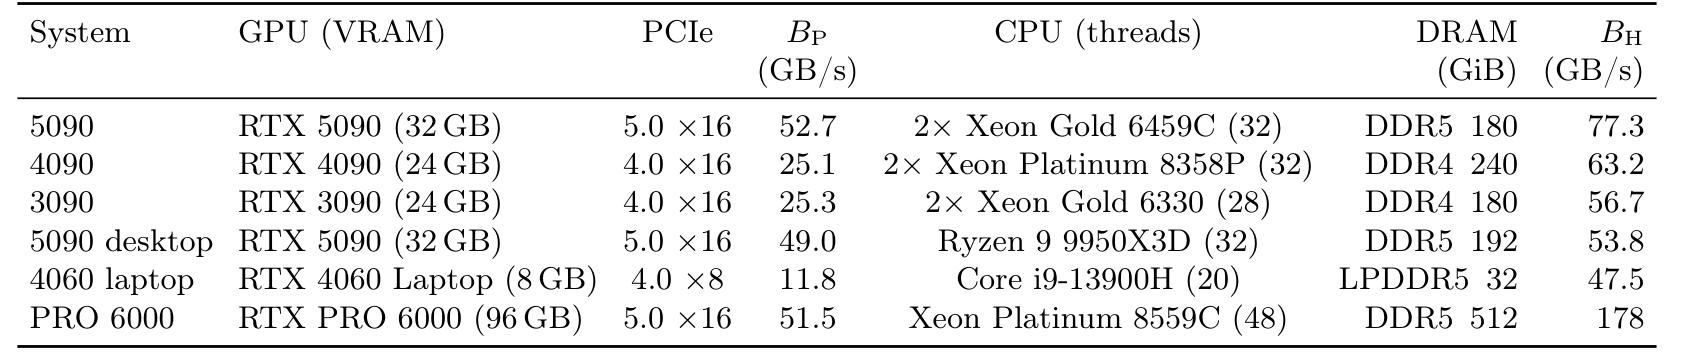 System GPU (VRAM) PCIe B_P CPU (threads) DRAM B_H
(GB/s) (GiB) (GB/s)
5090 RTX 5090 (32 GB) 5.0 ×16 52.7 2× Xeon Gold 6459C (32) DDR5 180 77.3
4090 RTX 4090 (24 GB) 4.0 ×16 25.1 2× Xeon Platinum 8358P (32) DDR4 240 63.2
3090 RTX 3090 (24 GB) 4.0 ×16 25.3 2× Xeon Gold 6330 (28) DDR4 180 56.7
5090 desktop RTX 5090 (32 GB) 5.0 ×16 49.0 Ryzen 9 9950X3D (32) DDR5 192 53.8
4060 laptop RTX 4060 Laptop (8 GB) 4.0 ×8 11.8 Core i9-13900H (20) LPDDR5 32 47.5
PRO 6000 RTX PRO 6000 (96 GB) 5.0 ×16 51.5 Xeon Platinum 8559C (48) DDR5 512 178